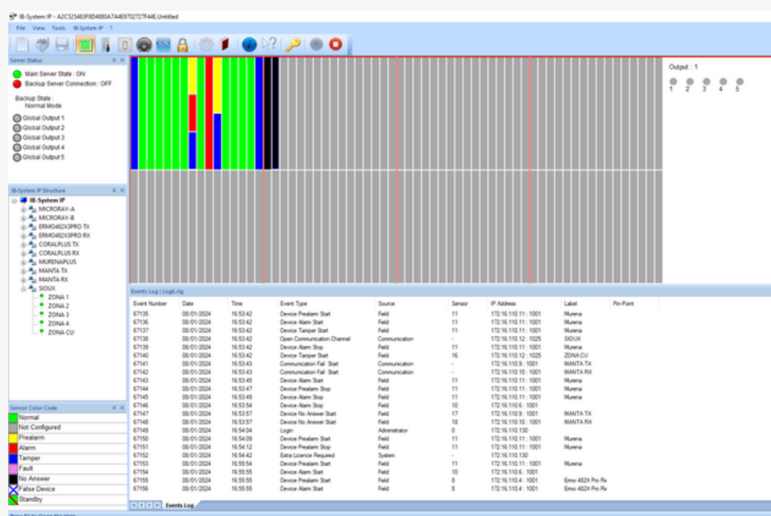 IB-System IP - A2C525463F8D4880A7A4E9702727F44E.Untitled
File View Tools IB-System IP ?
Server Status
Main Server State : ON
Backup Server Connection : OFF
Backup State :
Normal Mode
Global Output 1
Global Output 2
Global Output 3
Global Output 4
Global Output 5
Output : 1
1 2 3 4 5
IB-System IP Structure
IB-System IP
MICRORAY-A
MICRORAY-B
ERMO482X3PRO TX
ERMO482X3PRO RX
CORALPLUS TX
CORALPLUS RX
MURENAPLUS
MANTA TX
MANTA RX
SIOUX
ZONA 1
ZONA 2
ZONA 3
ZONA 4
ZONA CU
Sensor Color Code
Normal
Not Configured
Prealarm
Alarm
Tamper
Fault
No Answer
False Device
Standby
Events Log | Log6.ctg
Event Number Date Time Event Type Source Sensor IP Address Label Pin-Point
67135 08/01/2024 16:53:42 Device Prealarm Start Field 11 172.16.110.11 : 1001 Murena
67136 08/01/2024 16:53:42 Device Alarm Start Field 11 172.16.110.11 : 1001 Murena
67137 08/01/2024 16:53:42 Device Tamper Start Field 11 172.16.110.11 : 1001 Murena
67138 08/01/2024 16:53:42 Open Communication Channel Communication - 172.16.110.12 : 1025 SIOUX
67139 08/01/2024 16:53:42 Device Alarm Stop Field 11 172.16.110.11 : 1001 Murena
67140 08/01/2024 16:53:42 Device Tamper Start Field 16 172.16.110.12 : 1025 ZONA CU
67141 08/01/2024 16:53:43 Communication Fail Start Communication - 172.16.110.9 : 1001 MANTA TX
67142 08/01/2024 16:53:43 Communication Fail Start Communication - 172.16.110.10 : 1001 MANTA RX
67143 08/01/2024 16:53:45 Device Alarm Start Field 11 172.16.110.11 : 1001 Murena
67144 08/01/2024 16:53:47 Device Prealarm Stop Field 11 172.16.110.11 : 1001 Murena
67145 08/01/2024 16:53:49 Device Alarm Stop Field 11 172.16.110.11 : 1001 Murena
67146 08/01/2024 16:53:54 Device Alarm Stop Field 10 172.16.110.6 : 1001
67147 08/01/2024 16:53:57 Device No Answer Start Field 17 172.16.110.9 : 1001 MANTA TX
67148 08/01/2024 16:53:57 Device No Answer Start Field 18 172.16.110.10 : 1001 MANTA RX
67149 08/01/2024 16:54:04 Login Administrator 0 172.16.110.130
67150 08/01/2024 16:54:09 Device Prealarm Start Field 11 172.16.110.11 : 1001 Murena
67151 08/01/2024 16:54:12 Device Prealarm Stop Field 11 172.16.110.11 : 1001 Murena
67152 08/01/2024 16:54:42 Extra Licence Required System - 172.16.110.130
67153 08/01/2024 16:55:54 Device Prealarm Start Field 11 172.16.110.11 : 1001 Murena
67154 08/01/2024 16:55:55 Device Alarm Start Field 10 172.16.110.6 : 1001
67155 08/01/2024 16:55:55 Device Prealarm Start Field 8 172.16.110.4 : 1001 Ermo 482X Pro Rx
67156 08/01/2024 16:55:55 Device Alarm Start Field 8 172.16.110.4 : 1001 Ermo 482X Pro Rx
Events Log